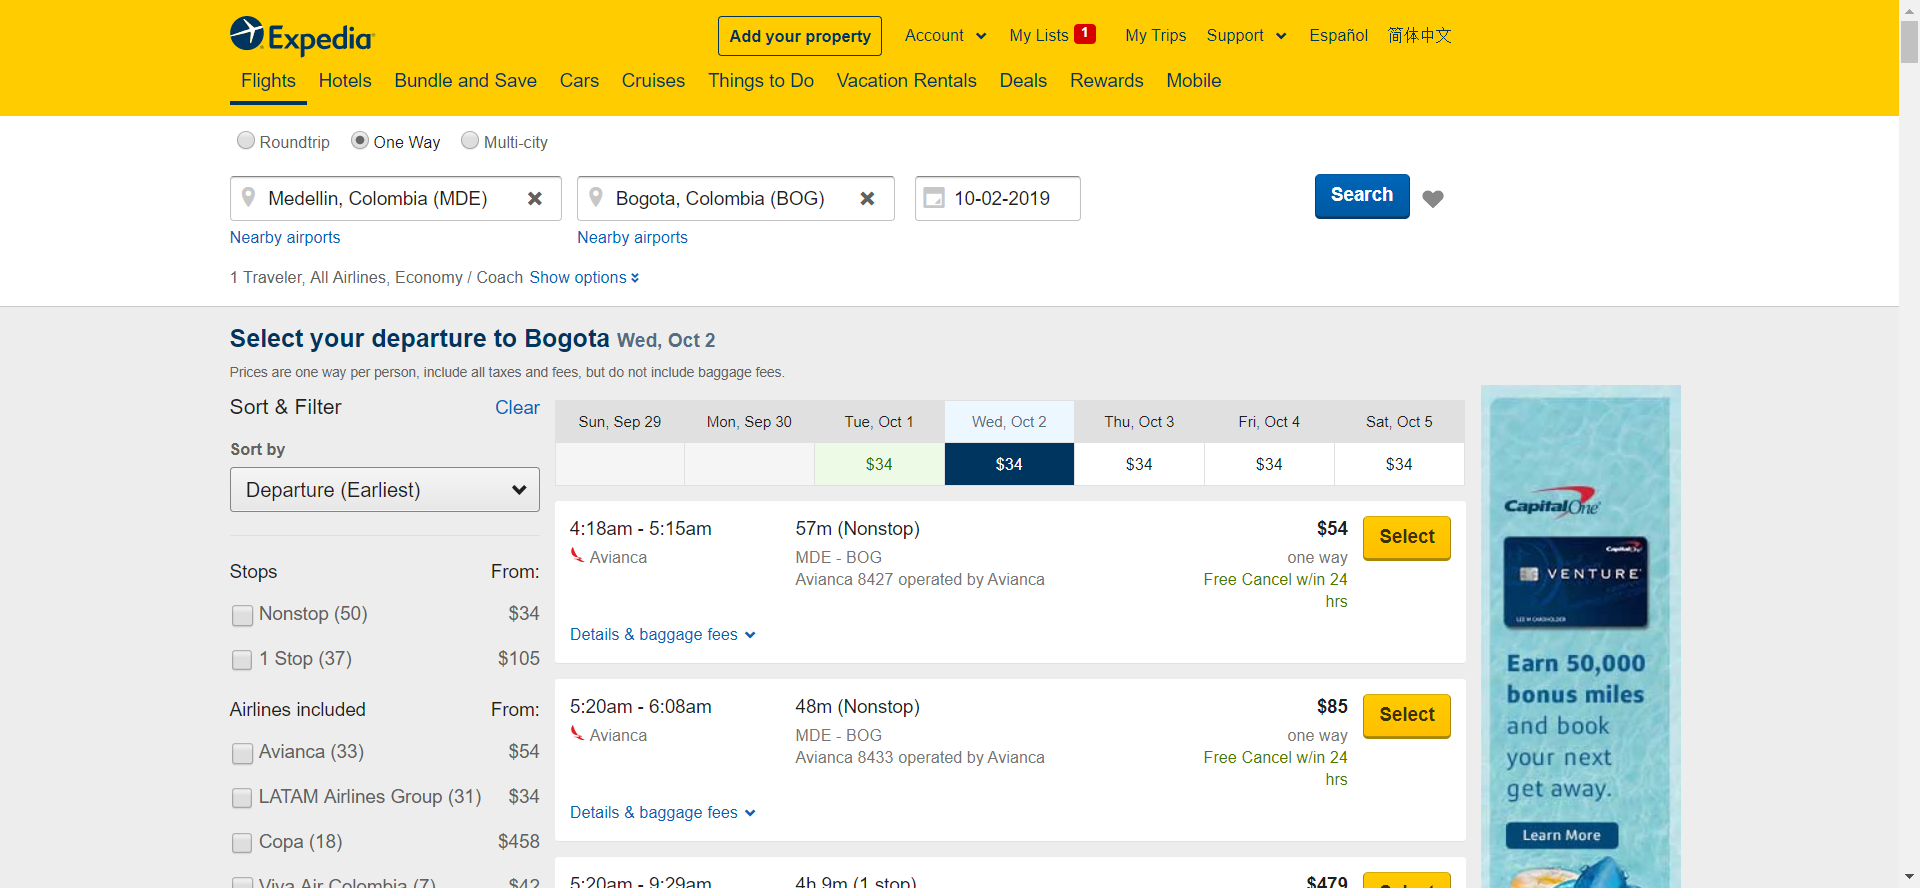 Expedia
Add your property
Account
My Lists 1
My Trips
Support
Español
简体中文
Flights
Hotels
Bundle and Save
Cars
Cruises
Things to Do
Vacation Rentals
Deals
Rewards
Mobile
Roundtrip
One Way
Multi-city
Medellin, Colombia (MDE)
Bogota, Colombia (BOG)
10-02-2019
Search
Nearby airports
Nearby airports
1 Traveler, All Airlines, Economy / Coach Show options
Select your departure to Bogota Wed, Oct 2
Prices are one way per person, include all taxes and fees, but do not include baggage fees.
Sort & Filter Clear
Sort by
Departure (Earliest)
Stops From:
Nonstop (50) $34
1 Stop (37) $105
Airlines included From:
Avianca (33) $54
LATAM Airlines Group (31) $34
Copa (18) $458
Viva Air Colombia (7) $42
Sun, Sep 29
Mon, Sep 30
Tue, Oct 1
Wed, Oct 2
Thu, Oct 3
Fri, Oct 4
Sat, Oct 5
$34
$34
$34
$34
$34
4:18am - 5:15am
Avianca
57m (Nonstop)
MDE - BOG
Avianca 8427 operated by Avianca
$54
one way
Free Cancel w/in 24
hrs
Select
Details & baggage fees
5:20am - 6:08am
Avianca
48m (Nonstop)
MDE - BOG
Avianca 8433 operated by Avianca
$85
one way
Free Cancel w/in 24
hrs
Select
Details & baggage fees
5:20am - 9:29am
4h 9m (1 stop)
$479
Select
Capital One
Capital One
VENTURE
LEE M CARDHOLDER
Earn 50,000
bonus miles
and book
your next
get away.
Learn More